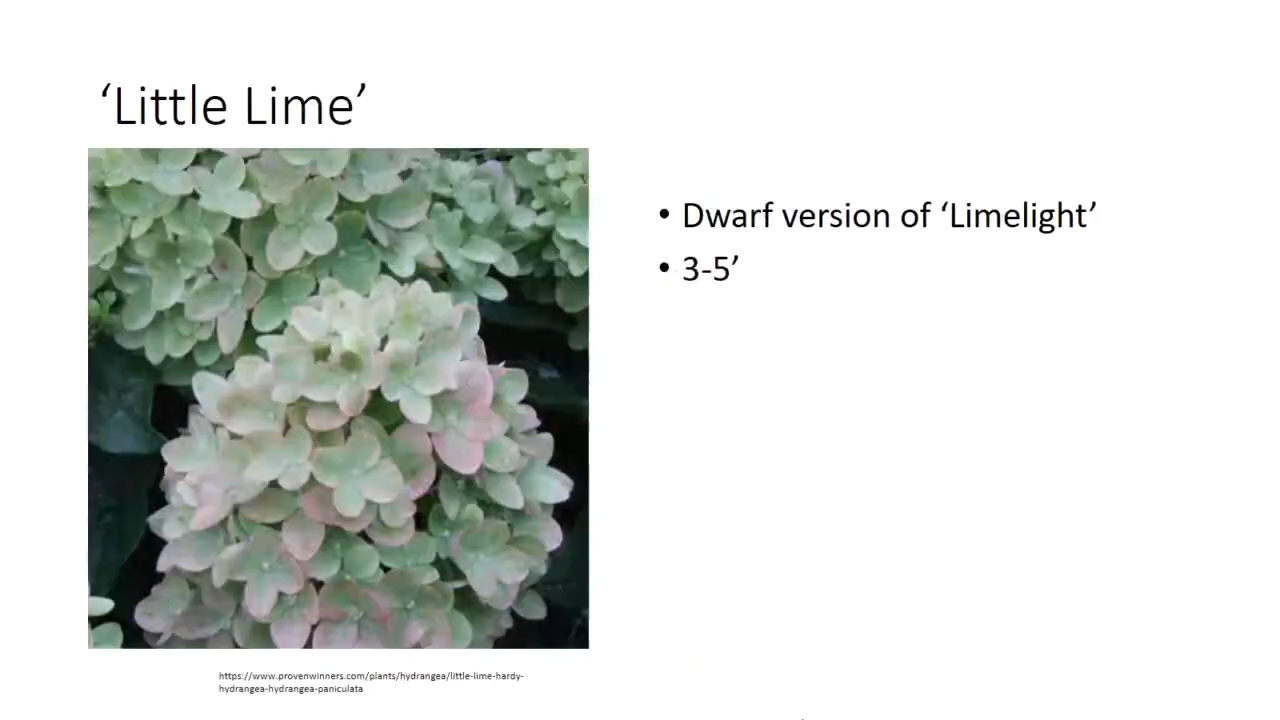 ‘Little Lime’
• Dwarf version of ‘Limelight’
• 3-5’
https://www.provenwinners.com/plants/hydrangea/little-lime-hardy-
hydrangea-hydrangea-paniculata